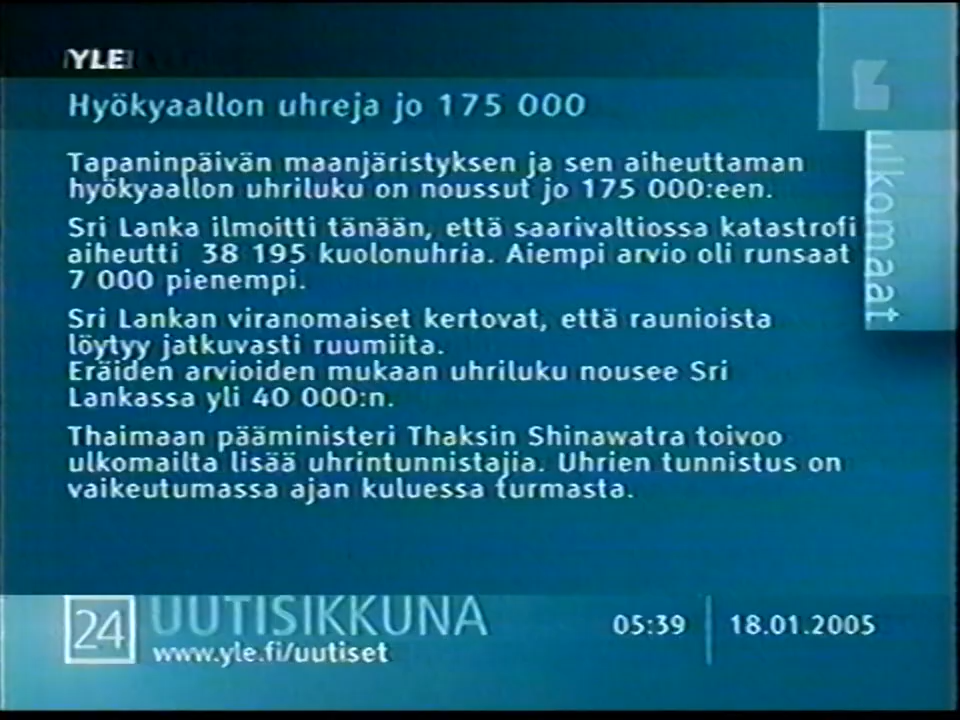 YLE
Hyökyaallon uhreja jo 175 000
ulkomaat
Tapaninpäivän maanjäristyksen ja sen aiheuttaman
hyökyaallon uhriluku on noussut jo 175 000:een.
Sri Lanka ilmoitti tänään, että saarivaltiossa katastrofi
aiheutti 38 195 kuolonuhria. Aiempi arvio oli runsaat
7 000 pienempi.
Sri Lankan viranomaiset kertovat, että raunioista
löytyy jatkuvasti ruumiita.
Eräiden arvioiden mukaan uhriluku nousee Sri
Lankassa yli 40 000:n.
Thaimaan pääministeri Thaksin Shinawatra toivoo
ulkomailta lisää uhrintunnistajia. Uhrien tunnistus on
vaikeutumassa ajan kuluessa turmasta.
24 UUTISIKKUNA
www.yle.fi/uutiset
05:39 18.01.2005